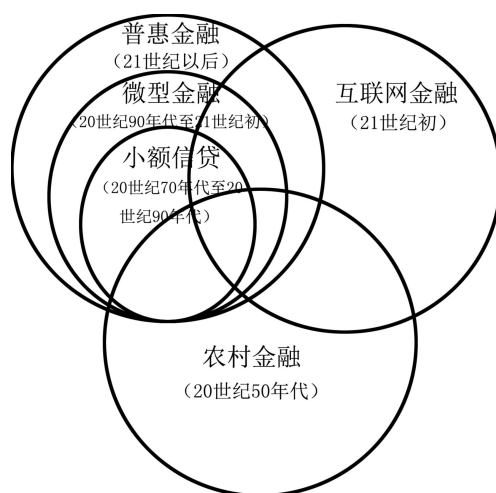 普惠金融
（21世纪以后）
微型金融
（20世纪90年代至21世纪初）
小额信贷
（20世纪70年代至20
世纪90年代）
互联网金融
（21世纪初）
农村金融
（20世纪50年代）